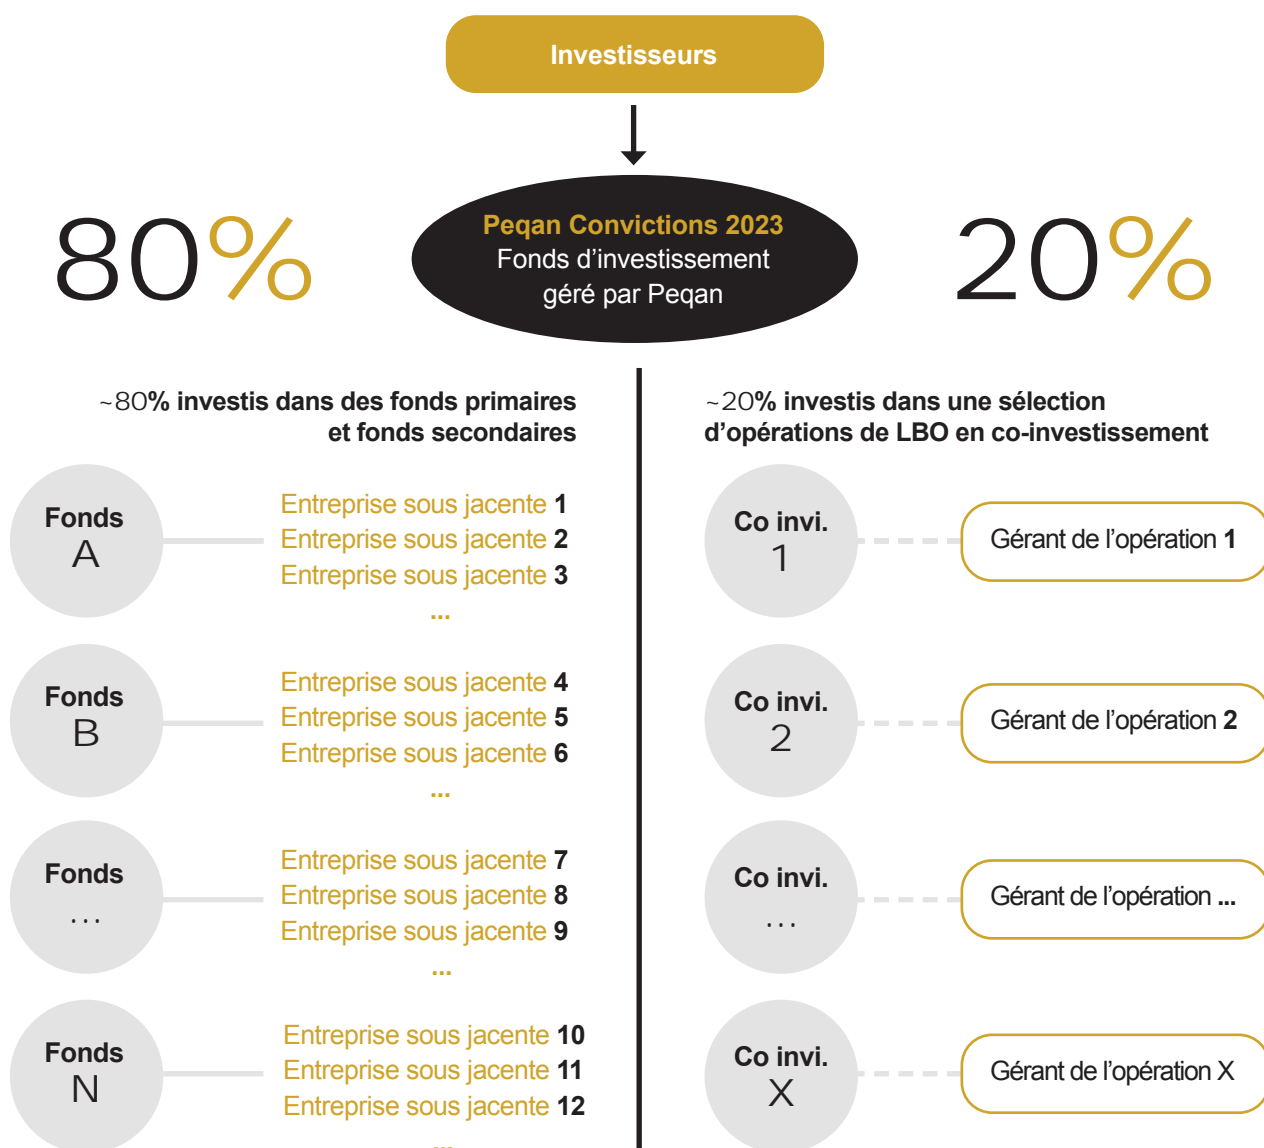 Investisseurs
Peqan Convictions 2023
Fonds d’investissement
géré par Peqan
80%
20%
~80% investis dans des fonds primaires
et fonds secondaires
Fonds
A
Entreprise sous jacente 1
Entreprise sous jacente 2
Entreprise sous jacente 3
...
Fonds
B
Entreprise sous jacente 4
Entreprise sous jacente 5
Entreprise sous jacente 6
...
Fonds
...
Entreprise sous jacente 7
Entreprise sous jacente 8
Entreprise sous jacente 9
...
Fonds
N
Entreprise sous jacente 10
Entreprise sous jacente 11
Entreprise sous jacente 12
...
~20% investis dans une sélection
d’opérations de LBO en co-investissement
Co invi.
1
Gérant de l’opération 1
Co invi.
2
Gérant de l’opération 2
Co invi.
...
Gérant de l’opération ...
Co invi.
X
Gérant de l’opération X